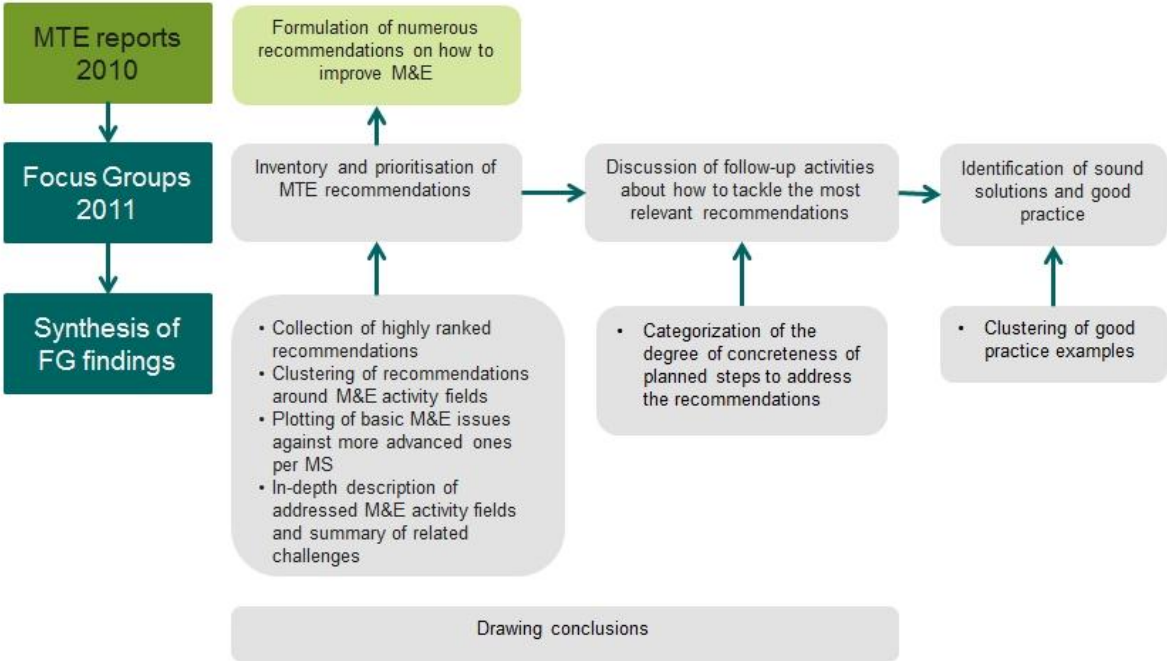 MTE reports
2010
Formulation of numerous
recommendations on how to
improve M&E
Focus Groups
2011
Inventory and prioritisation of
MTE recommendations
Discussion of follow-up activities
about how to tackle the most
relevant recommendations
Identification of sound
solutions and good
practice
Synthesis of
FG findings
• Collection of highly ranked
recommendations
• Clustering of recommendations
around M&E activity fields
• Plotting of basic M&E issues
against more advanced ones
per MS
• In-depth description of
addressed M&E activity fields
and summary of related
challenges
• Categorization of the
degree of concreteness of
planned steps to address
the recommendations
• Clustering of good
practice examples
Drawing conclusions